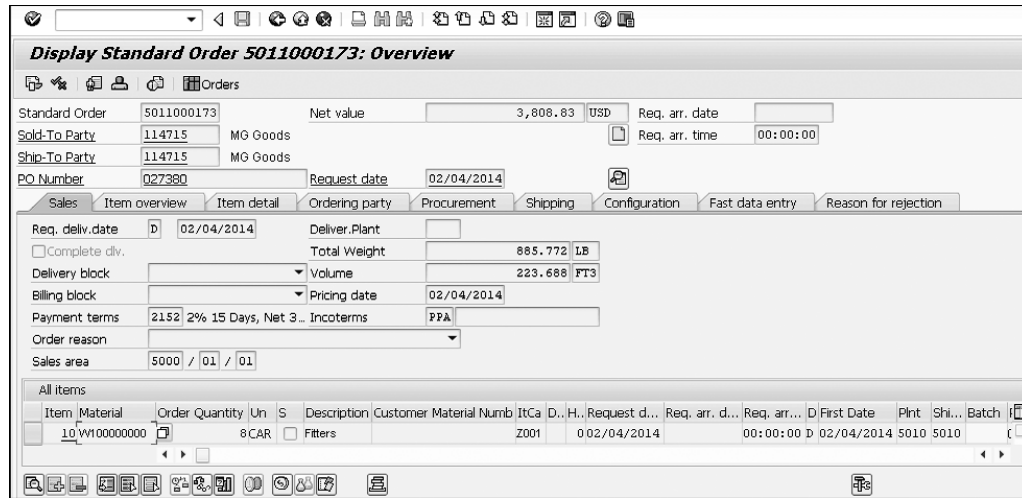 Display Standard Order 5011000173: Overview
Orders
Standard Order 5011000173 Net value 3,808.83 USD Req. arr. date
Sold-To Party 114715 MG Goods Req. arr. time 00:00:00
Ship-To Party 114715 MG Goods
PO Number 027380 Request date 02/04/2014
Sales Item overview Item detail Ordering party Procurement Shipping Configuration Fast data entry Reason for rejection
Req. deliv.date D 02/04/2014 Deliver.Plant
Complete dlv. Total Weight 885.772 LB
Delivery block Volume 223.688 FT3
Billing block Pricing date 02/04/2014
Payment terms 2152 2% 15 Days, Net 3... Incoterms PPA
Order reason
Sales area 5000 / 01 / 01
All items
Item Material Order Quantity Un S Description Customer Material Numb ItCa D.. H.. Request d... Req. arr. d... Req. arr... D First Date Plnt Shi... Batch
10 W100000000 8 CAR Fitters Z001 0 02/04/2014 00:00:00 D 02/04/2014 5010 5010